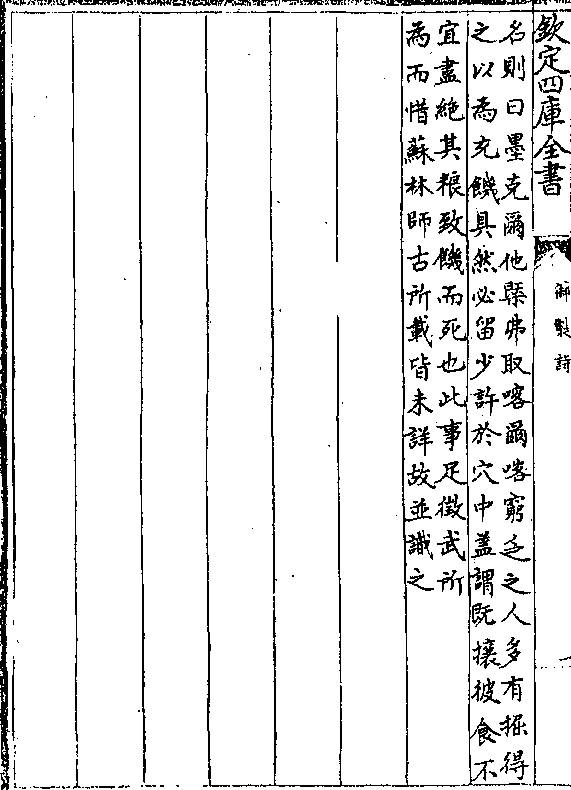 欽定四庫全書
御製詩
名則曰墨克爾他槩弗取喀爾喀窮乏之人多有掘得
之以為充饑具然必留少許於穴中蓋謂既攘彼食不
宜盡絶其粮致饑而死也此事足徵武所
為而惜蘇林師古所載皆未詳故並識之